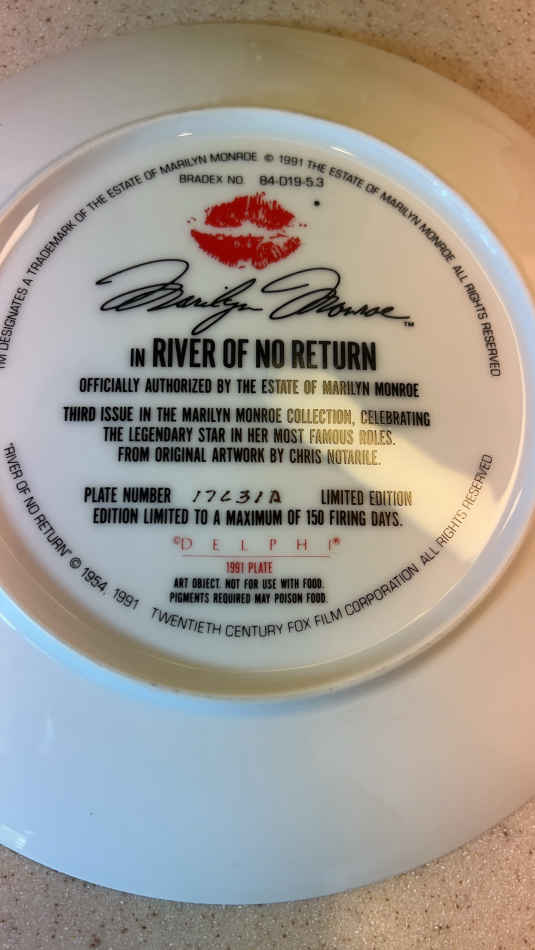 TM DESIGNATES A TRADEMARK OF THE ESTATE OF MARILYN MONROE © 1991 THE ESTATE OF MARILYN MONROE. ALL RIGHTS RESERVED
BRADEX NO. 84-D19-5.3
Marilyn Monroe TM
IN RIVER OF NO RETURN
OFFICIALLY AUTHORIZED BY THE ESTATE OF MARILYN MONROE
THIRD ISSUE IN THE MARILYN MONROE COLLECTION, CELEBRATING
THE LEGENDARY STAR IN HER MOST FAMOUS ROLES.
FROM ORIGINAL ARTWORK BY CHRIS NOTARILE.
PLATE NUMBER LIMITED EDITION
EDITION LIMITED TO A MAXIMUM OF 150 FIRING DAYS.
©DELPHI®
1991 PLATE
ART OBJECT. NOT FOR USE WITH FOOD.
PIGMENTS REQUIRED MAY POISON FOOD.
"RIVER OF NO RETURN" © 1954, 1991 TWENTIETH CENTURY FOX FILM CORPORATION ALL RIGHTS RESERVED